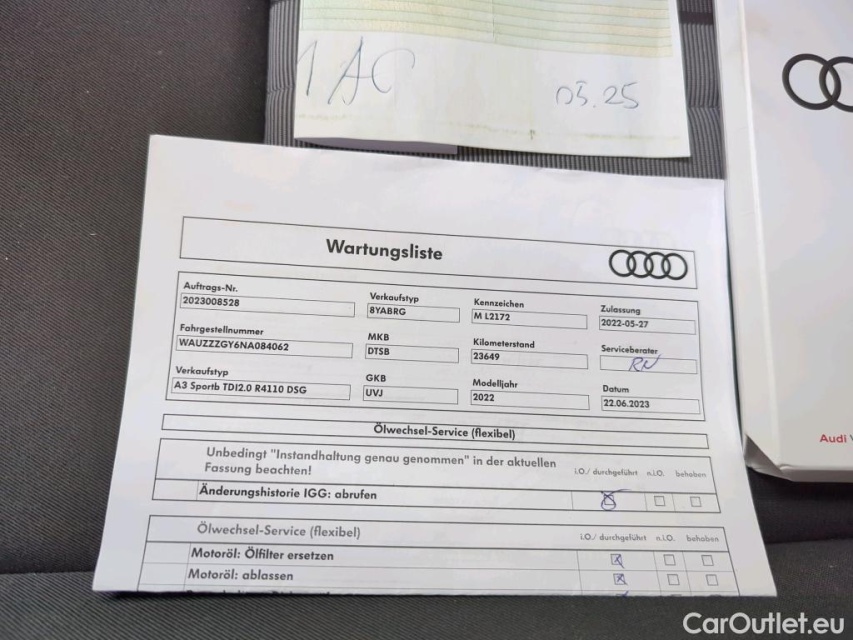 1 AC
05.25
Wartungsliste
Auftrags-Nr.
2023008528
Verkaufstyp
8YABRG
Kennzeichen
M L2172
Zulassung
2022-05-27
Fahrgestellnummer
WAUZZZGY6NA084062
MKB
DTSB
Kilometerstand
23649
Serviceberater
Verkaufstyp
A3 Sportb TDI2.0 R4110 DSG
GKB
UVJ
Modelljahr
2022
Datum
22.06.2023
Ölwechsel-Service (flexibel)
Unbedingt "Instandhaltung genau genommen" in der aktuellen
Fassung beachten!
i.O./ durchgeführt n.i.O. behoben
Änderungshistorie IGG: abrufen
Ölwechsel-Service (flexibel)
i.O./ durchgeführt n.i.O. behoben
Motoröl: Ölfilter ersetzen
Motoröl: ablassen
Audi
CarOutlet.eu